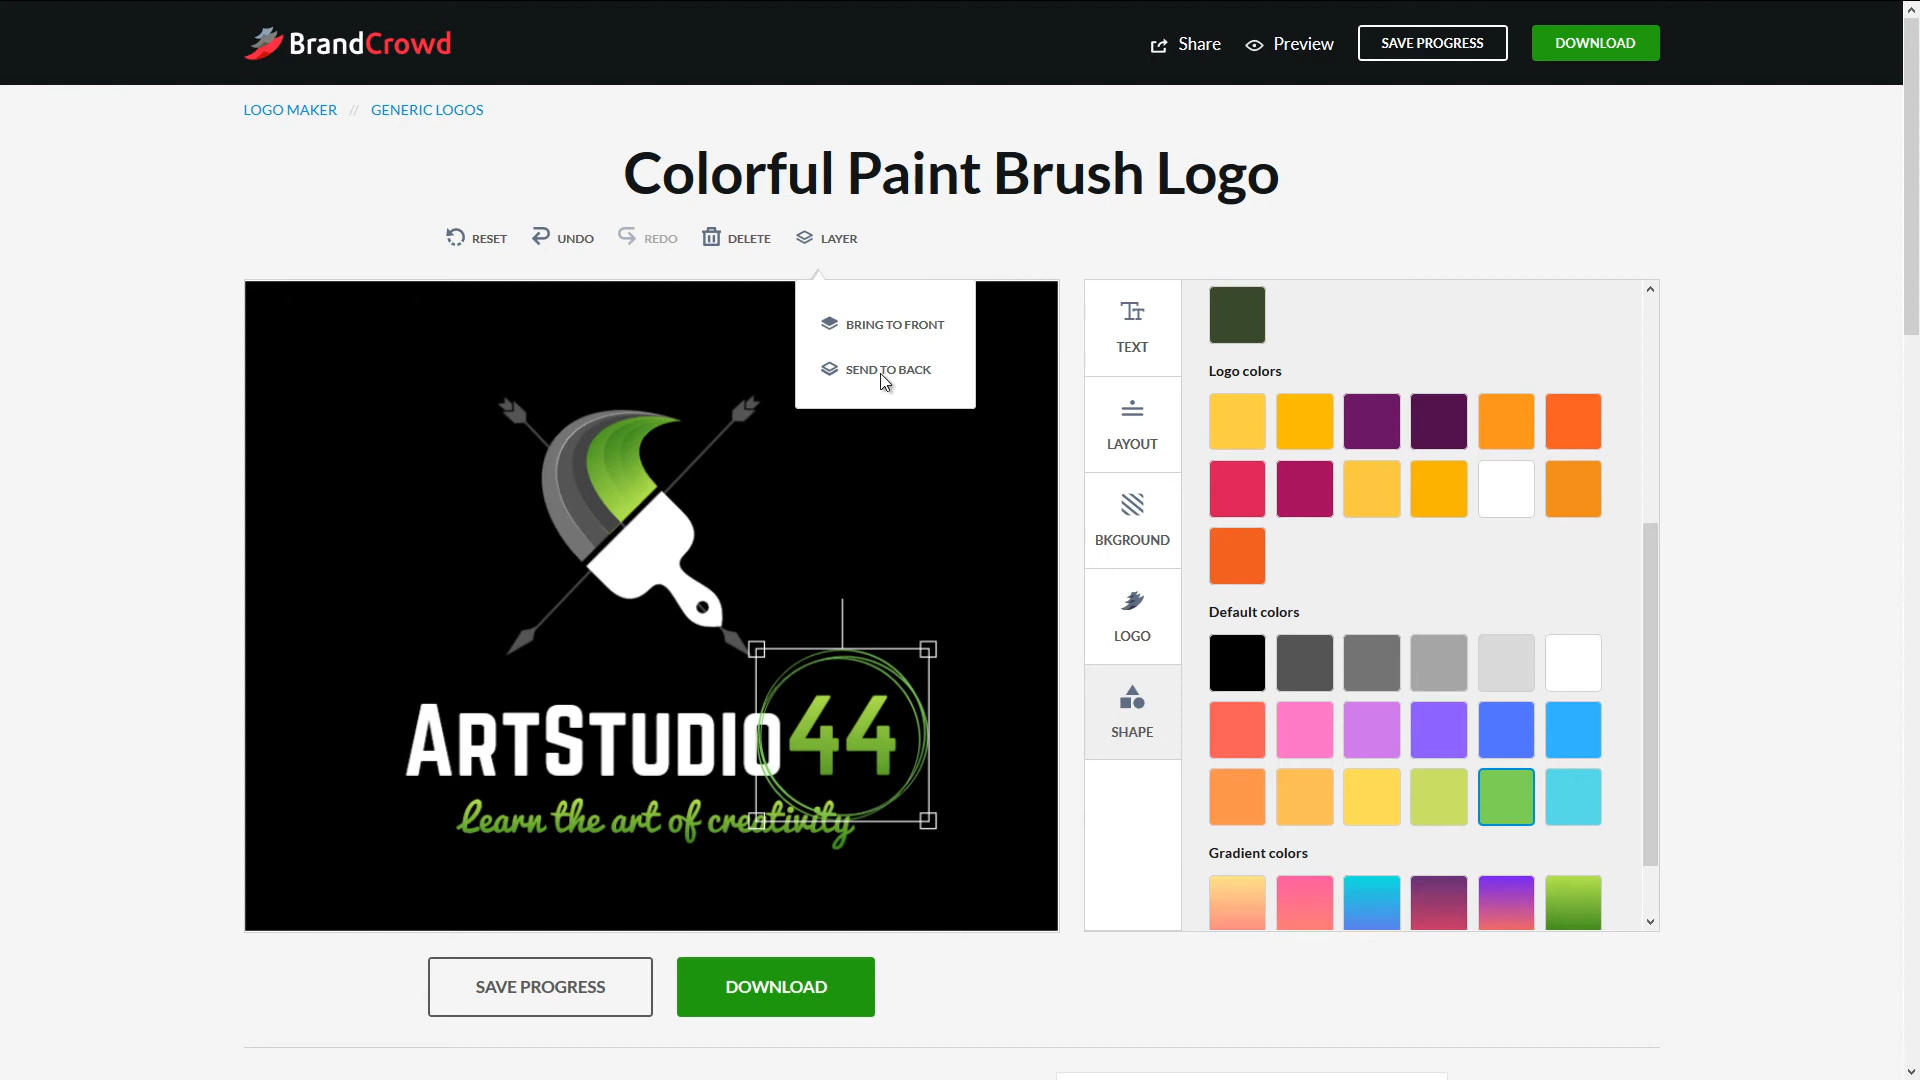 BrandCrowd
Share
Preview
SAVE PROGRESS
DOWNLOAD
LOGO MAKER // GENERIC LOGOS
Colorful Paint Brush Logo
RESET
UNDO
REDO
DELETE
LAYER
BRING TO FRONT
SEND TO BACK
ArtStudio44
Learn the art of creativity
TEXT
LAYOUT
BKGROUND
LOGO
SHAPE
Logo colors
Default colors
Gradient colors
SAVE PROGRESS
DOWNLOAD